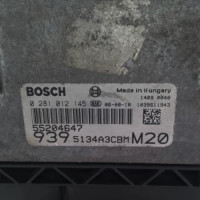 BOSCH Made in Hungary
0 281 012 145
55204647
939 5134A3CBM M20